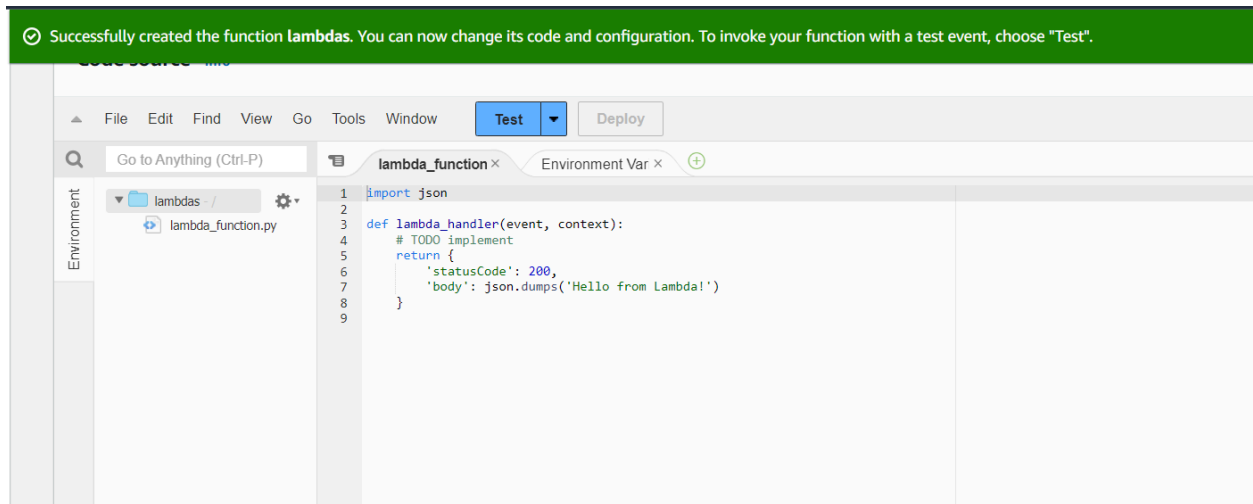 Successfully created the function lambdas. You can now change its code and configuration. To invoke your function with a test event, choose "Test".
Code source Info
File Edit Find View Go Tools Window Test Deploy
Go to Anything (Ctrl-P)
lambda_function × Environment Var ×
Environment
lambdas - /
lambda_function.py
1 import json
2
3 def lambda_handler(event, context):
4     # TODO implement
5     return {
6         'statusCode': 200,
7         'body': json.dumps('Hello from Lambda!')
8     }
9